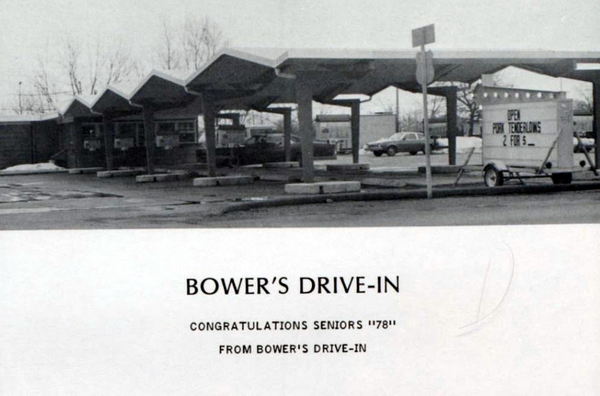 OPEN
PORK TENDERLOINS
2 FOR $
BOWER'S DRIVE-IN
CONGRATULATIONS SENIORS "78"
FROM BOWER'S DRIVE-IN